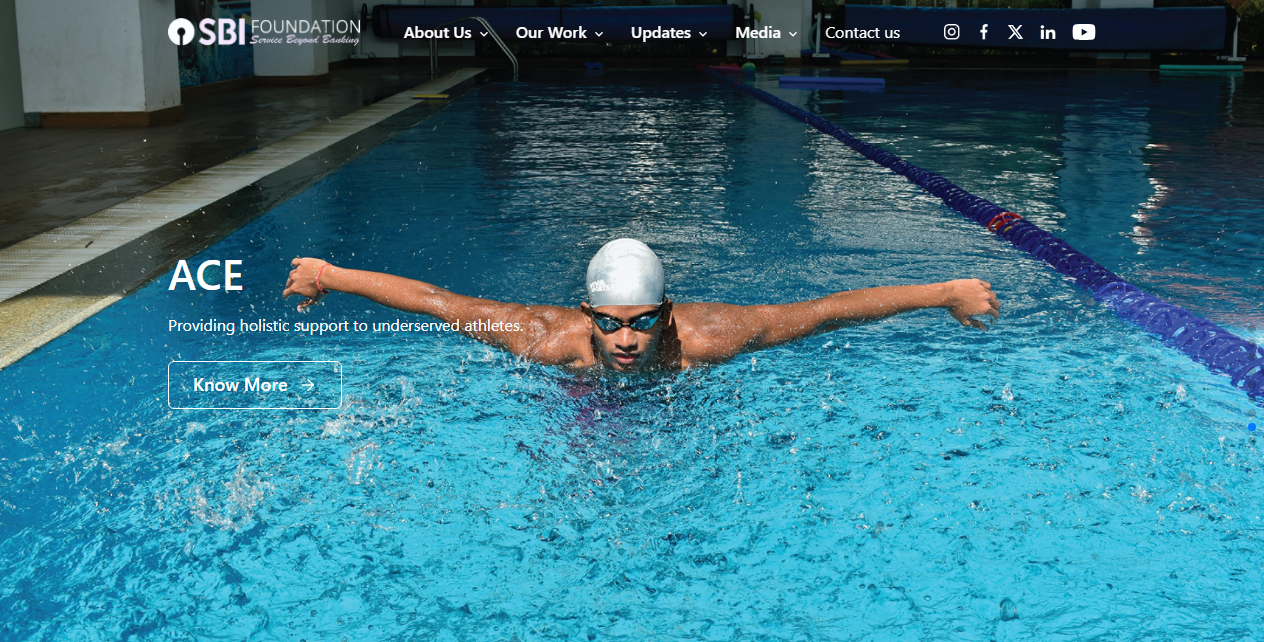 SBI FOUNDATION
Service Beyond Banking
About Us
Our Work
Updates
Media
Contact us
ACE
Providing holistic support to underserved athletes.
Know More